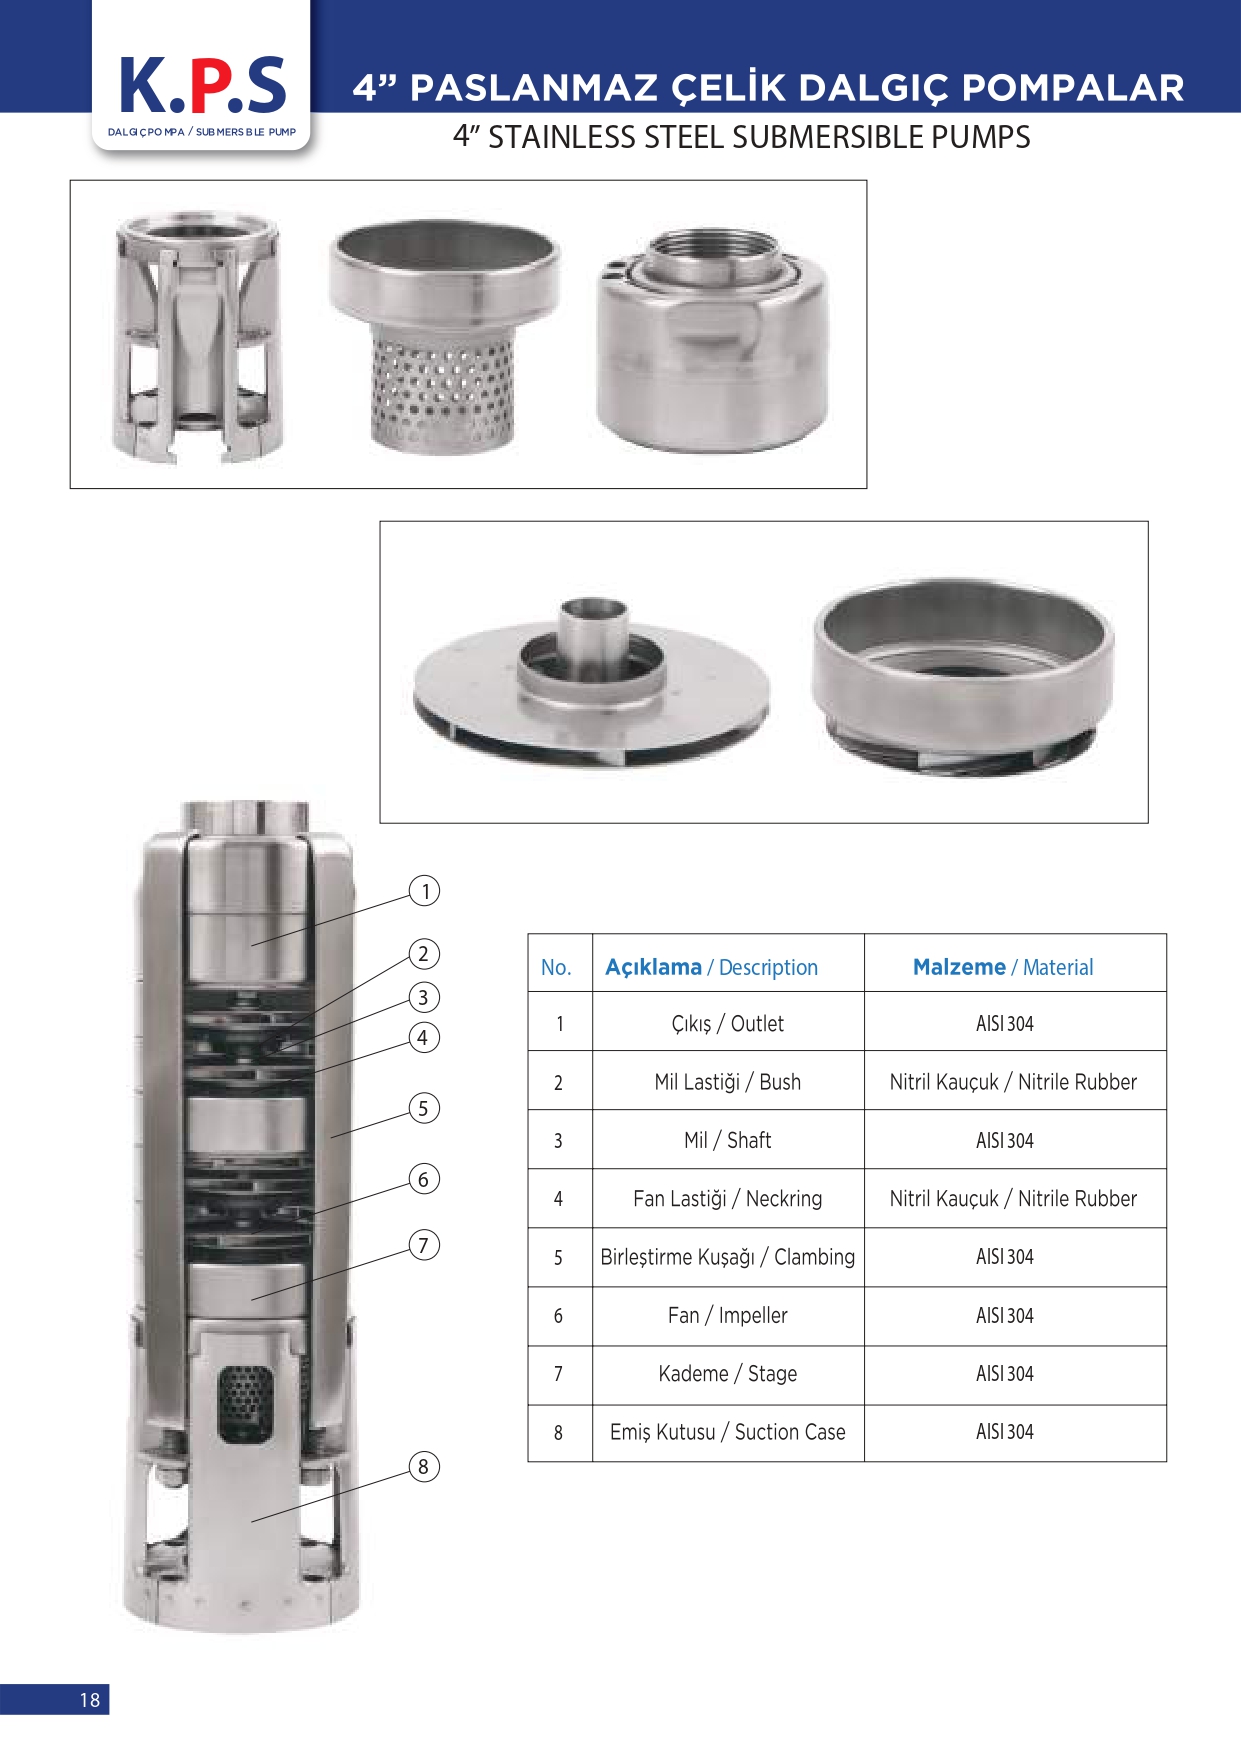 K.P.S
DALGIÇ POMPA / SUBMERSIBLE PUMP
4” PASLANMAZ ÇELİK DALGIÇ POMPALAR
4” STAINLESS STEEL SUBMERSIBLE PUMPS
1
2
3
4
5
6
7
8
No. Açıklama / Description Malzeme / Material
1 Çıkış / Outlet AISI 304
2 Mil Lastiği / Bush Nitril Kauçuk / Nitrile Rubber
3 Mil / Shaft AISI 304
4 Fan Lastiği / Neckring Nitril Kauçuk / Nitrile Rubber
5 Birleştirme Kuşağı / Clambing AISI 304
6 Fan / Impeller AISI 304
7 Kademe / Stage AISI 304
8 Emiş Kutusu / Suction Case AISI 304
18